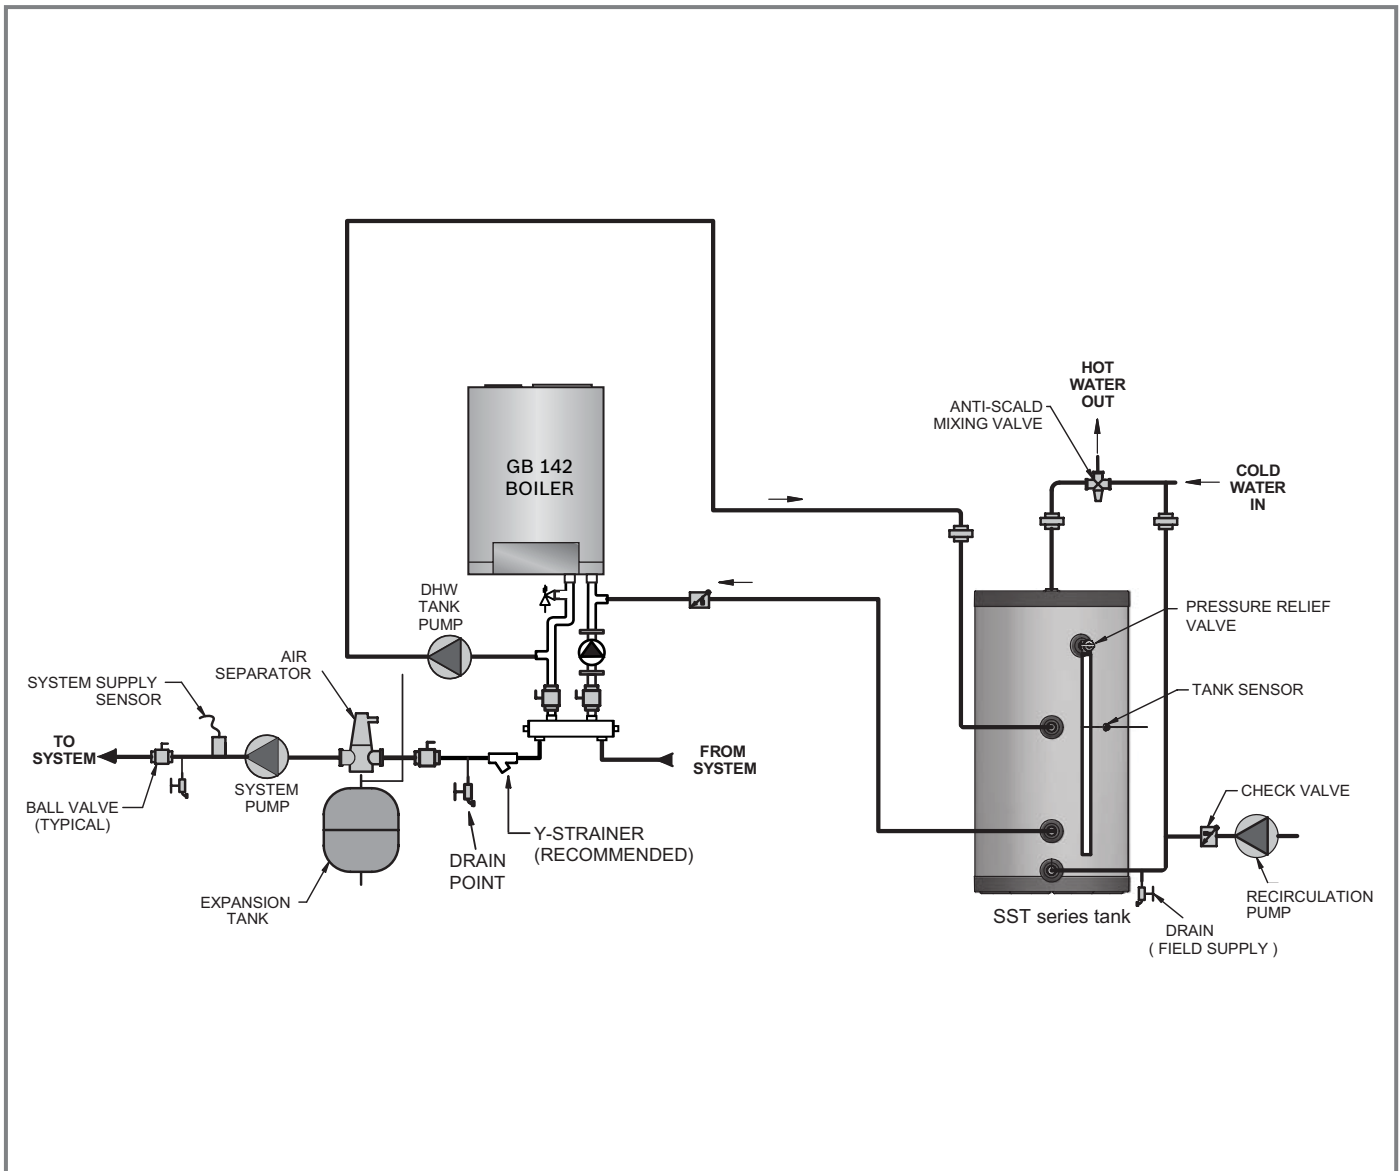 HOT
WATER
OUT
ANTI-SCALD
MIXING VALVE
COLD
WATER
IN
GB 142
BOILER
DHW
TANK
PUMP
PRESSURE RELIEF
VALVE
AIR
SEPARATOR
SYSTEM SUPPLY
SENSOR
TANK SENSOR
TO
SYSTEM
FROM
SYSTEM
SYSTEM
PUMP
BALL VALVE
(TYPICAL)
CHECK VALVE
Y-STRAINER
(RECOMMENDED)
DRAIN
POINT
EXPANSION
TANK
RECIRCULATION
PUMP
SST series tank
DRAIN
( FIELD SUPPLY )